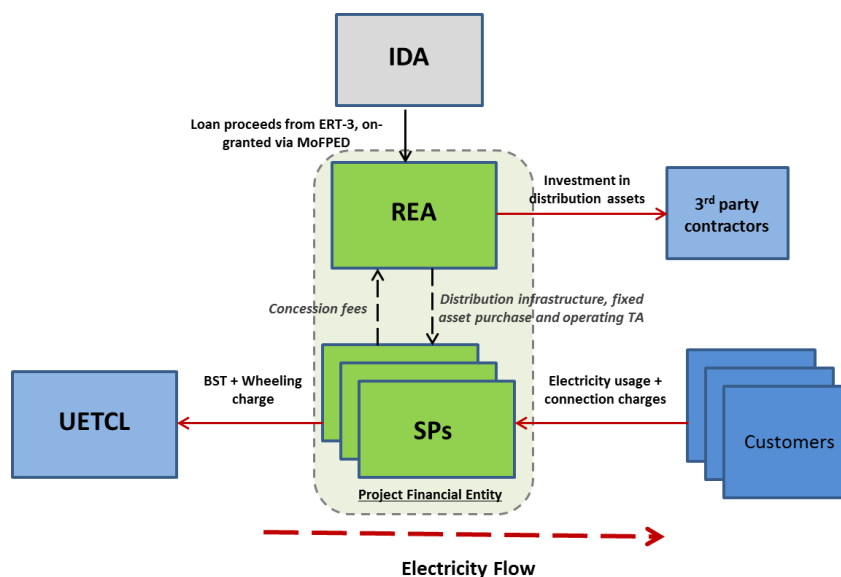 IDA
Loan proceeds from ERT-3, on-
granted via MoFPED
REA
Investment in
distribution assets
3rd party
contractors
Concession fees
Distribution infrastructure, fixed
asset purchase and operating TA
UETCL
BST + Wheeling
charge
SPs
Electricity usage +
connection charges
Customers
Project Financial Entity
Electricity Flow